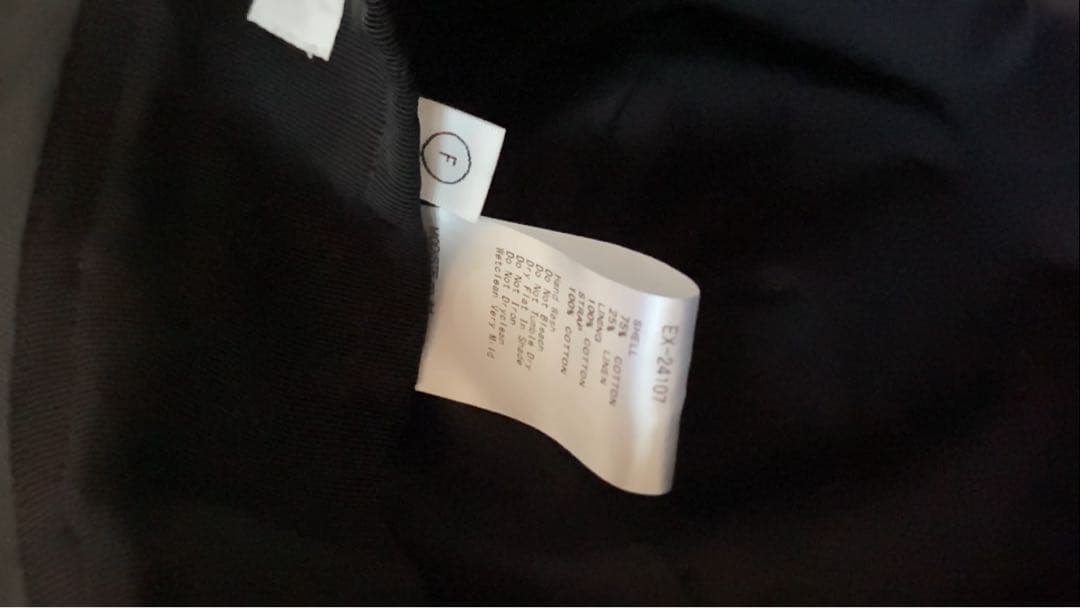 F
EX-24107
SHELL
75% COTTON
25% LINEN
LINING
100% COTTON
STRAP
100% COTTON
Hand Wash
Do Not Bleach
Do Not Tumble Dry
Dry Flat In Shade
Do Not Iron
Do Not Dryclean
Wetclean Very Mild